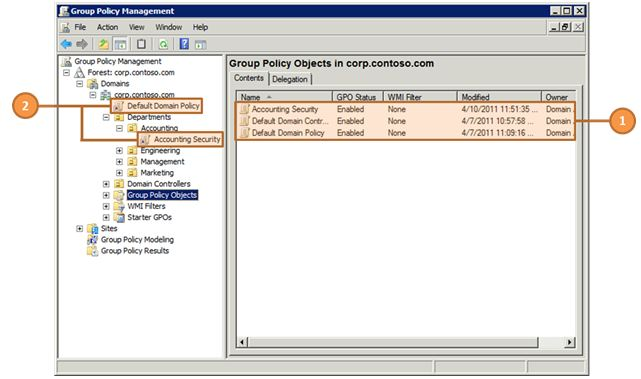 Group Policy Management
File Action View Window Help
Group Policy Management
Forest: corp.contoso.com
Domains
corp.contoso.com
Default Domain Policy
Departments
Accounting
Accounting Security
Engineering
Management
Marketing
Domain Controllers
Group Policy Objects
WMI Filters
Starter GPOs
Sites
Group Policy Modeling
Group Policy Results
2
Group Policy Objects in corp.contoso.com
Contents Delegation
Name GPO Status WMI Filter Modified Owner
Accounting Security Enabled None 4/10/2011 11:51:35 ... Domain
Default Domain Contr... Enabled None 4/7/2011 10:57:58 ... Domain
Default Domain Policy Enabled None 4/7/2011 11:09:16 ... Domain
1